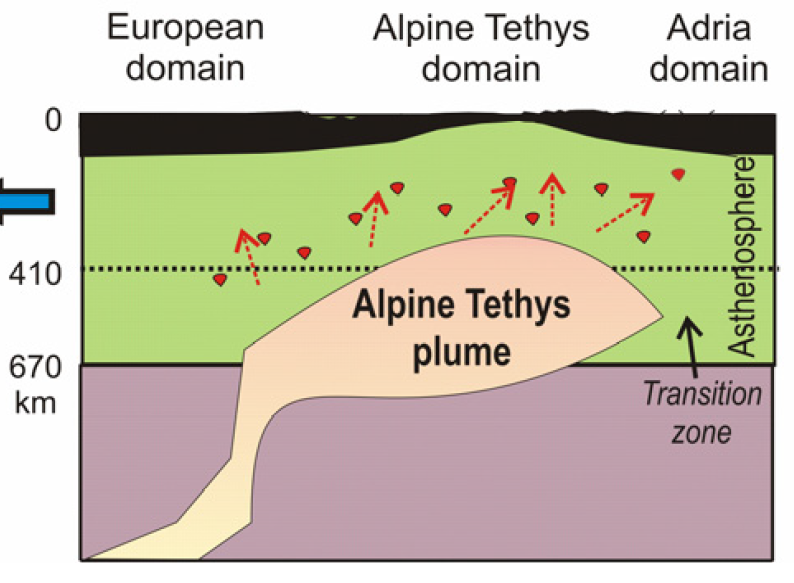 European
domain
Alpine Tethys
domain
Adria
domain
0
410
670
km
Asthenosphere
Alpine Tethys
plume
Transition
zone